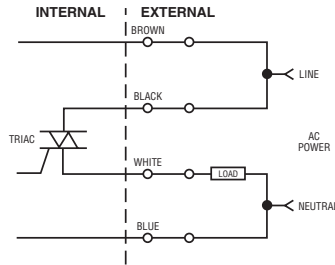 INTERNAL EXTERNAL
BROWN
LINE
BLACK
TRIAC
AC
POWER
WHITE
LOAD
NEUTRAL
BLUE